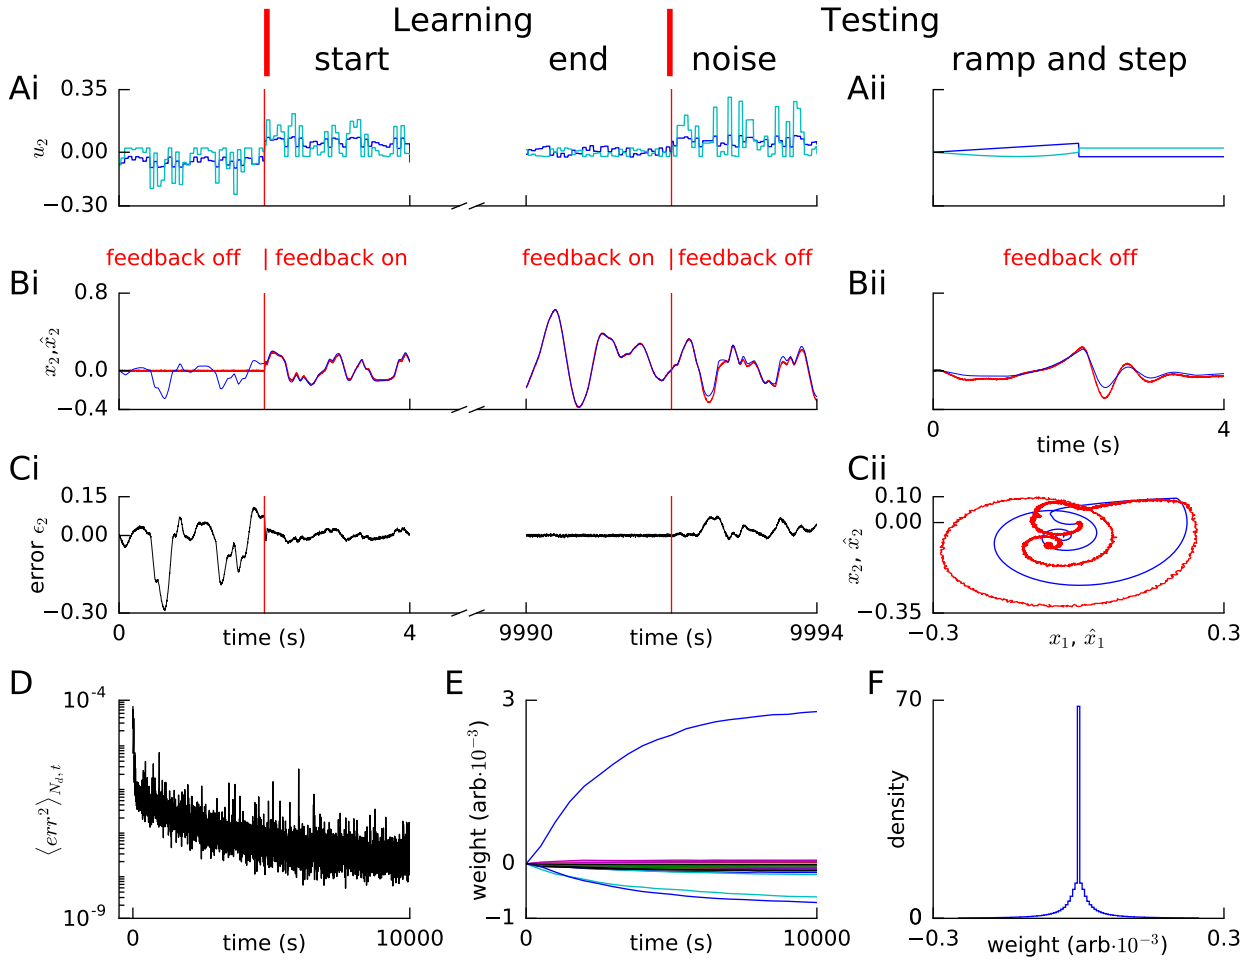 Learning Testing
start end noise ramp and step
Ai
0.35
0.00
−0.30
u₂
Aii
feedback off | feedback on
feedback on | feedback off
feedback off
Bi
0.8
0.0
−0.4
x₂, x̂₂
Bii
0 4
time (s)
Ci
0.15
0.00
−0.30
error ϵ₂
0 time (s) 4
9990 time (s) 9994
Cii
0.10
0.00
−0.35
x₂, x̂₂
−0.3 0.3
x₁, x̂₁
D
10⁻⁴
10⁻⁹
⟨err²⟩_{N_d, t}
0 time (s) 10000
E
3
0
−1
weight (arb·10⁻³)
0 time (s) 10000
F
70
0
density
−0.3 0.3
weight (arb·10⁻³)